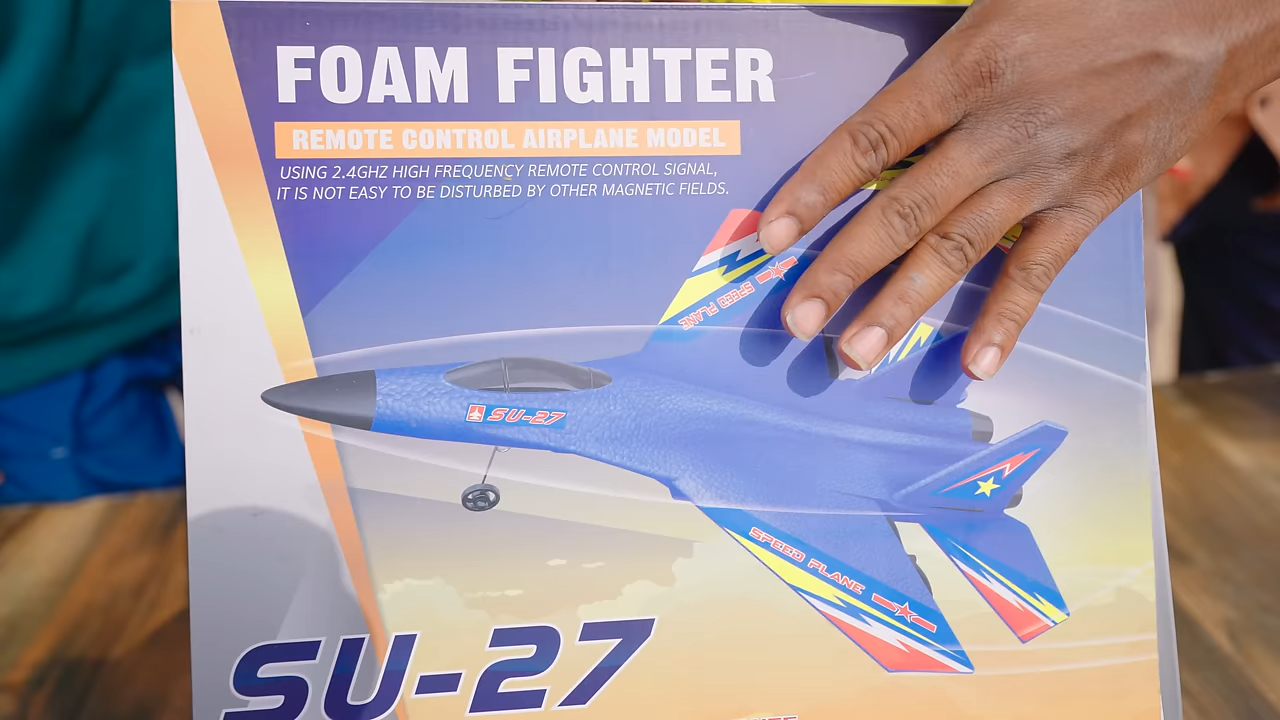 FOAM FIGHTER
REMOTE CONTROL AIRPLANE MODEL
USING 2.4GHZ HIGH FREQUENCY REMOTE CONTROL SIGNAL,
IT IS NOT EASY TO BE DISTURBED BY OTHER MAGNETIC FIELDS.
SPEED PLANE
SU-27
SPEED PLANE
SU-27